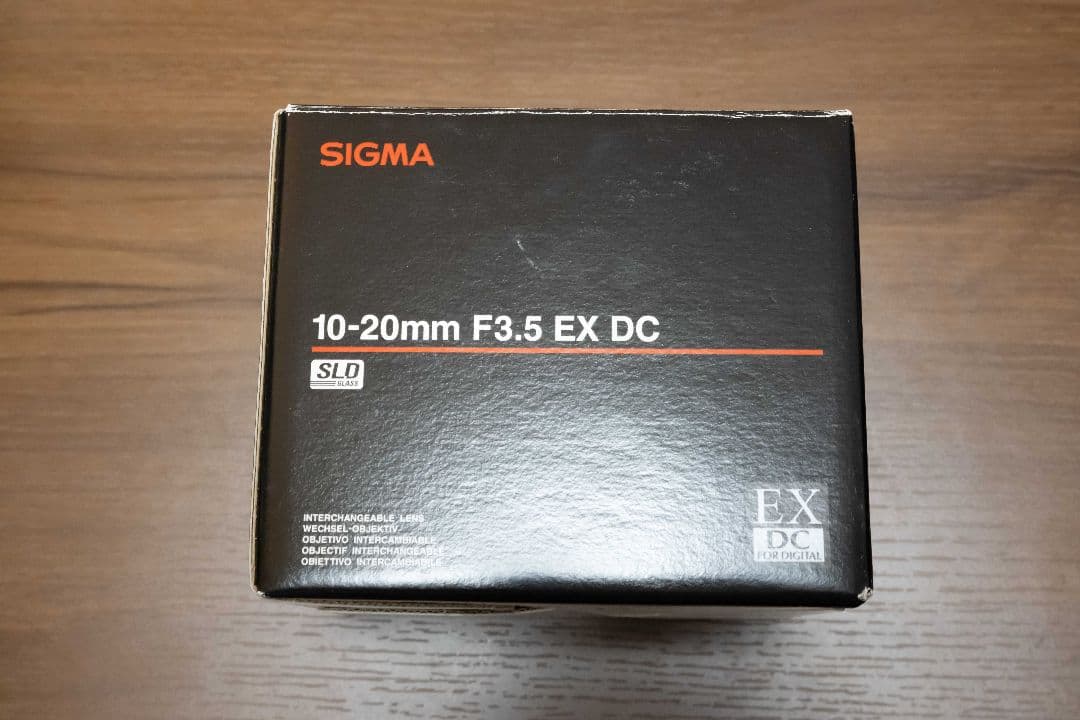 SIGMA
10-20mm F3.5 EX DC
SLD
GLASS
INTERCHANGEABLE LENS
WECHSEL-OBJEKTIV
OBJETIVO INTERCAMBIABLE
OBJECTIF INTERCHANGEABLE
OBIETTIVO INTERCAMBIABILE
EX
DC
FOR DIGITAL